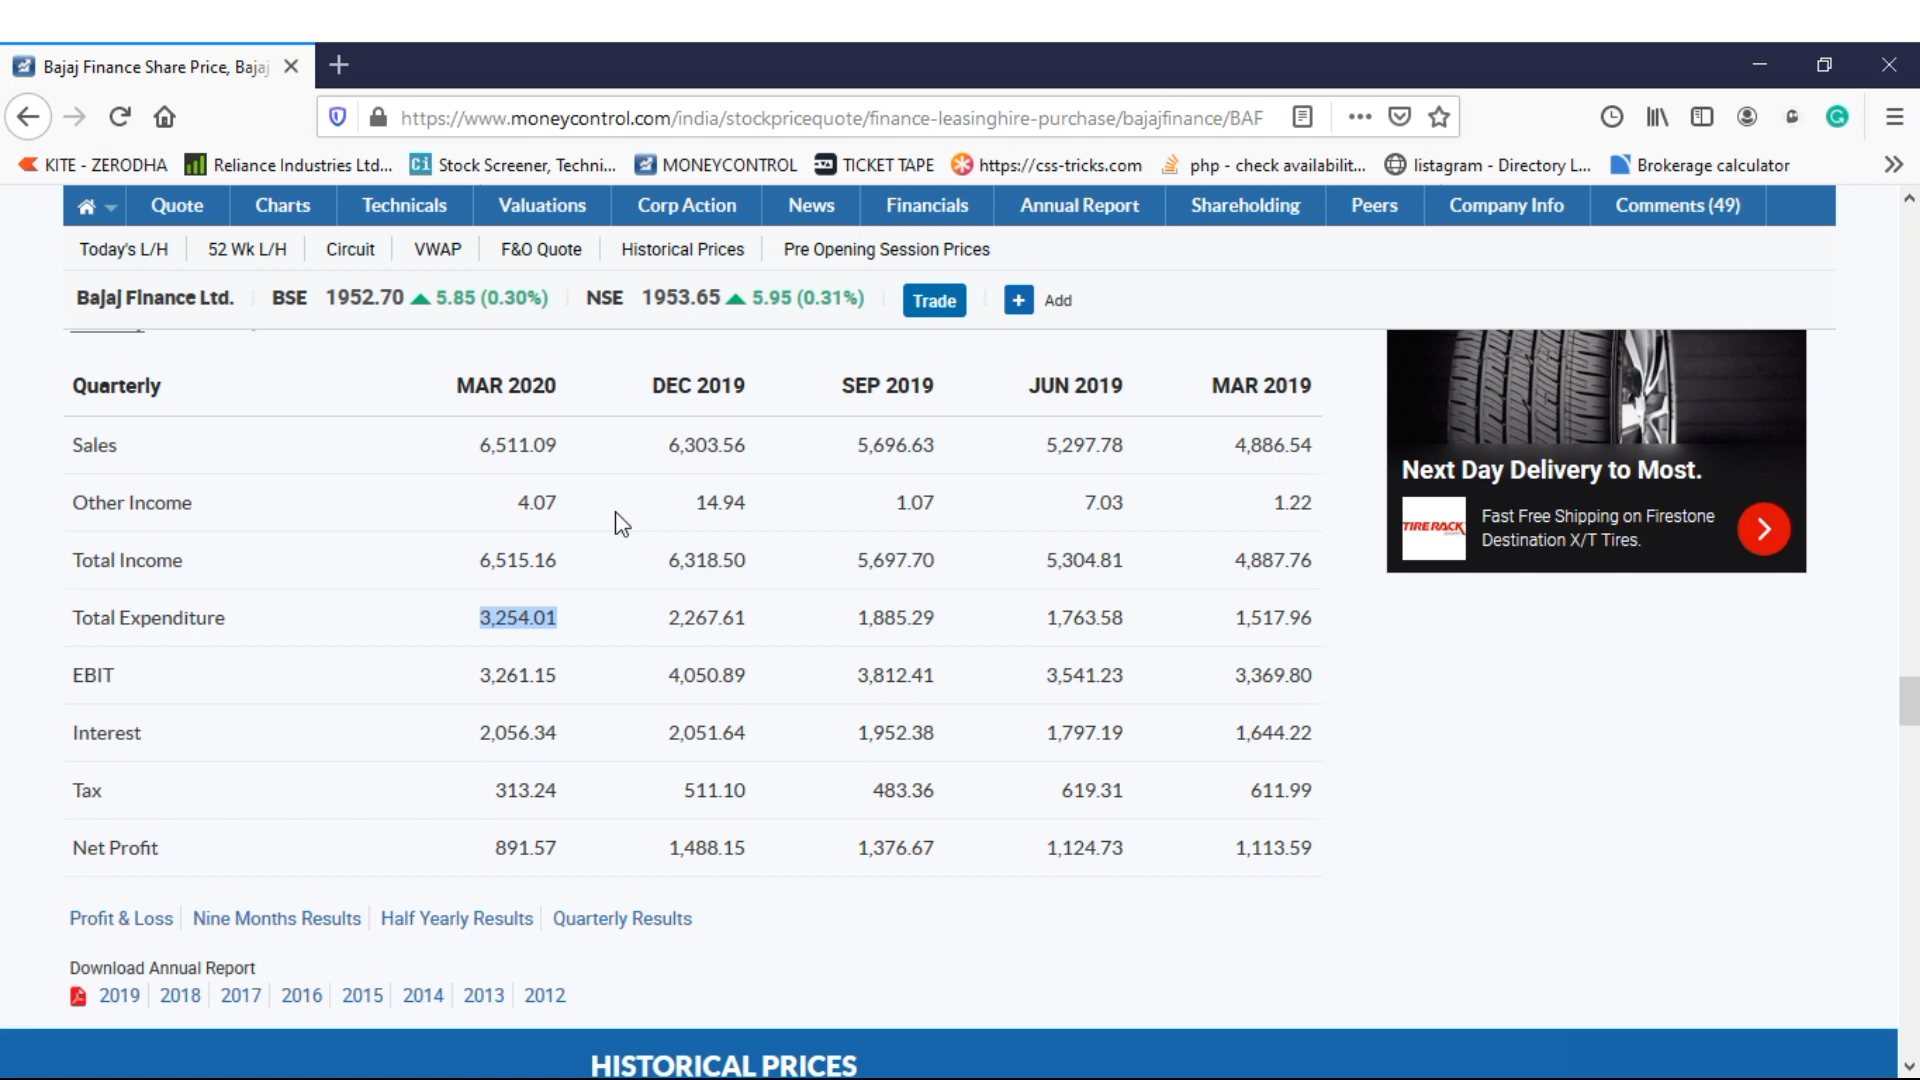 Bajaj Finance Share Price, Bajaj
https://www.moneycontrol.com/india/stockpricequote/finance-leasinghire-purchase/bajajfinance/BAF
KITE - ZERODHA Reliance Industries Ltd... Ci Stock Screener, Techni... MONEYCONTROL TICKET TAPE https://css-tricks.com php - check availabilit... listagram - Directory L... Brokerage calculator
Quote Charts Technicals Valuations Corp Action News Financials Annual Report Shareholding Peers Company Info Comments (49)
Today's L/H 52 Wk L/H Circuit VWAP F&O Quote Historical Prices Pre Opening Session Prices
Bajaj Finance Ltd. BSE 1952.70 5.85 (0.30%) NSE 1953.65 5.95 (0.31%) Trade + Add
Quarterly MAR 2020 DEC 2019 SEP 2019 JUN 2019 MAR 2019
Sales 6,511.09 6,303.56 5,696.63 5,297.78 4,886.54
Other Income 4.07 14.94 1.07 7.03 1.22
Total Income 6,515.16 6,318.50 5,697.70 5,304.81 4,887.76
Total Expenditure 3,254.01 2,267.61 1,885.29 1,763.58 1,517.96
EBIT 3,261.15 4,050.89 3,812.41 3,541.23 3,369.80
Interest 2,056.34 2,051.64 1,952.38 1,797.19 1,644.22
Tax 313.24 511.10 483.36 619.31 611.99
Net Profit 891.57 1,488.15 1,376.67 1,124.73 1,113.59
Next Day Delivery to Most.
TIRE RACK
Fast Free Shipping on Firestone
Destination X/T Tires.
Profit & Loss Nine Months Results Half Yearly Results Quarterly Results
Download Annual Report
2019 2018 2017 2016 2015 2014 2013 2012
HISTORICAL PRICES